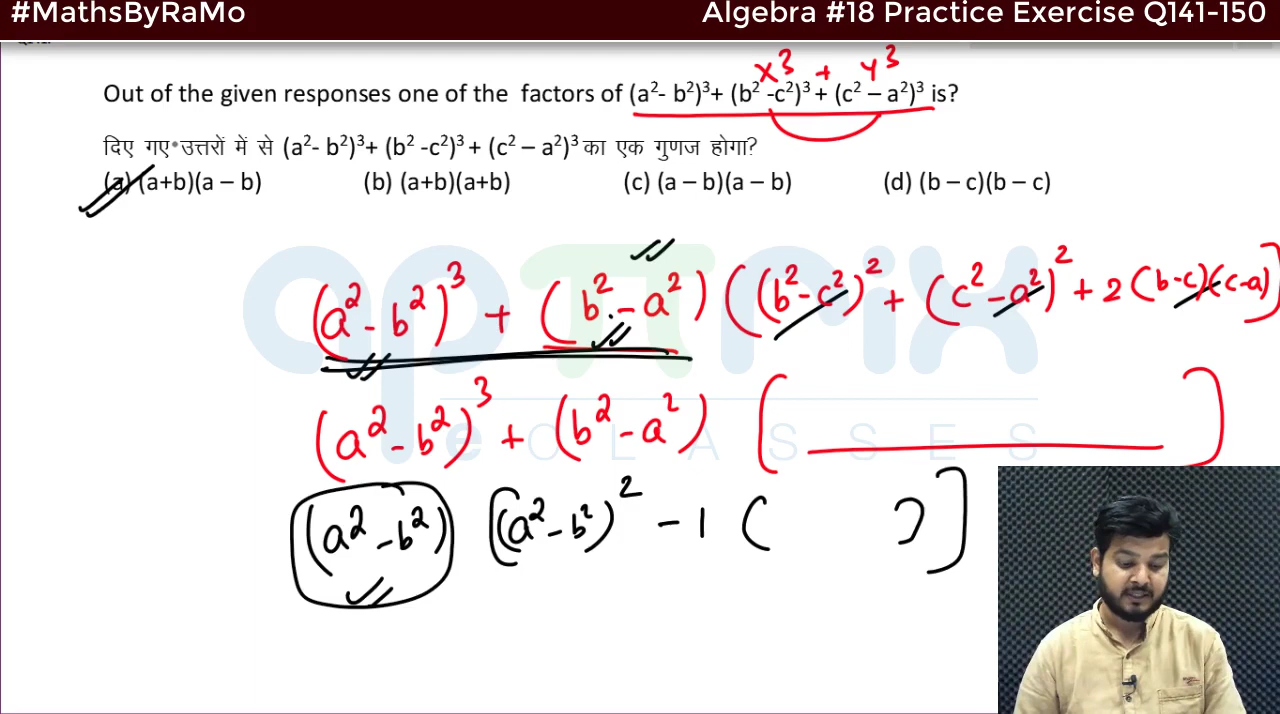 #MathsByRaMo Algebra #18 Practice Exercise Q141-150
x³ + y³
Out of the given responses one of the factors of (a²- b²)³+ (b² -c²)³ + (c² – a²)³ is?
दिए गए उत्तरों में से (a²- b²)³+ (b² -c²)³ + (c² – a²)³ का एक गुणज होगा?
(a) (a+b)(a – b) (b) (a+b)(a+b) (c) (a – b)(a – b) (d) (b – c)(b – c)
(a² - b²)³ + (b² - a²) ((b² - c²)² + (c² - a²)² + 2 (b-c)(c-a)]
(a² - b²)³ + (b² - a²) [ ]
(a² - b²) [(a² - b²)² - 1 ( )]
apπrix
eCLASSES